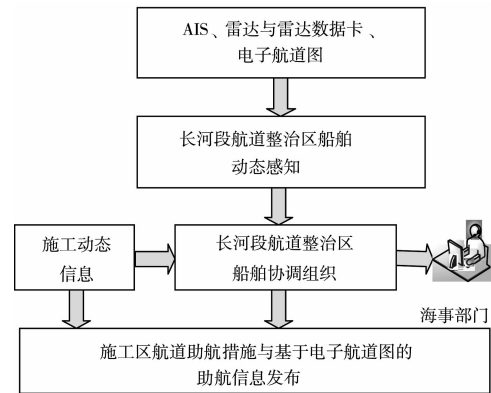 AIS、雷达与雷达数据卡、
电子航道图
长河段航道整治区船舶
动态感知
施工动态
信息
长河段航道整治区
船舶协调组织
海事部门
施工区航道助航措施与基于电子航道图的
助航信息发布